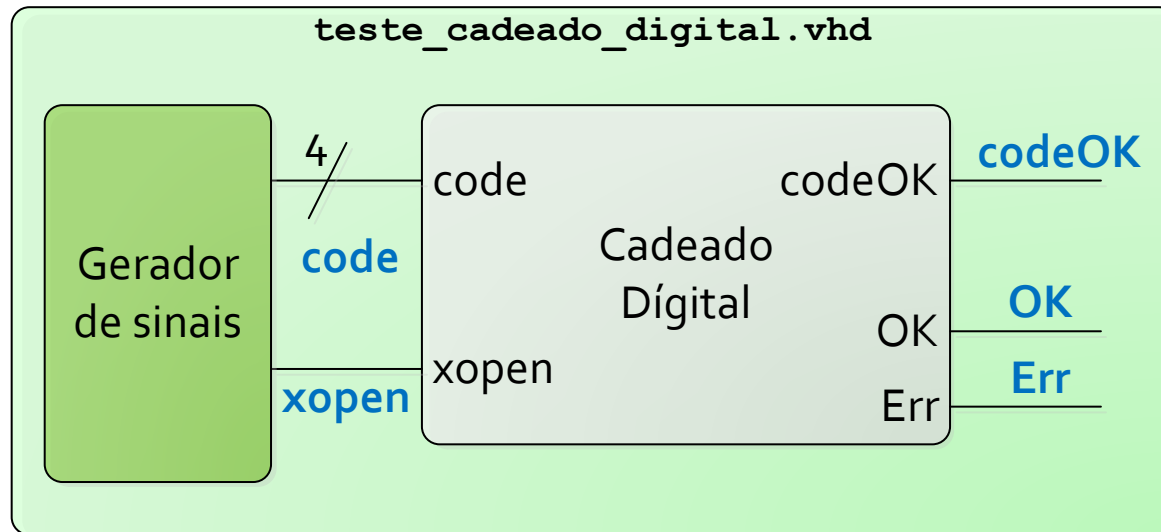 teste_cadeado_digital.vhd
Gerador
de sinais
4
code
xopen
code
xopen
Cadeado
Dígital
codeOK
OK
Err
codeOK
OK
Err